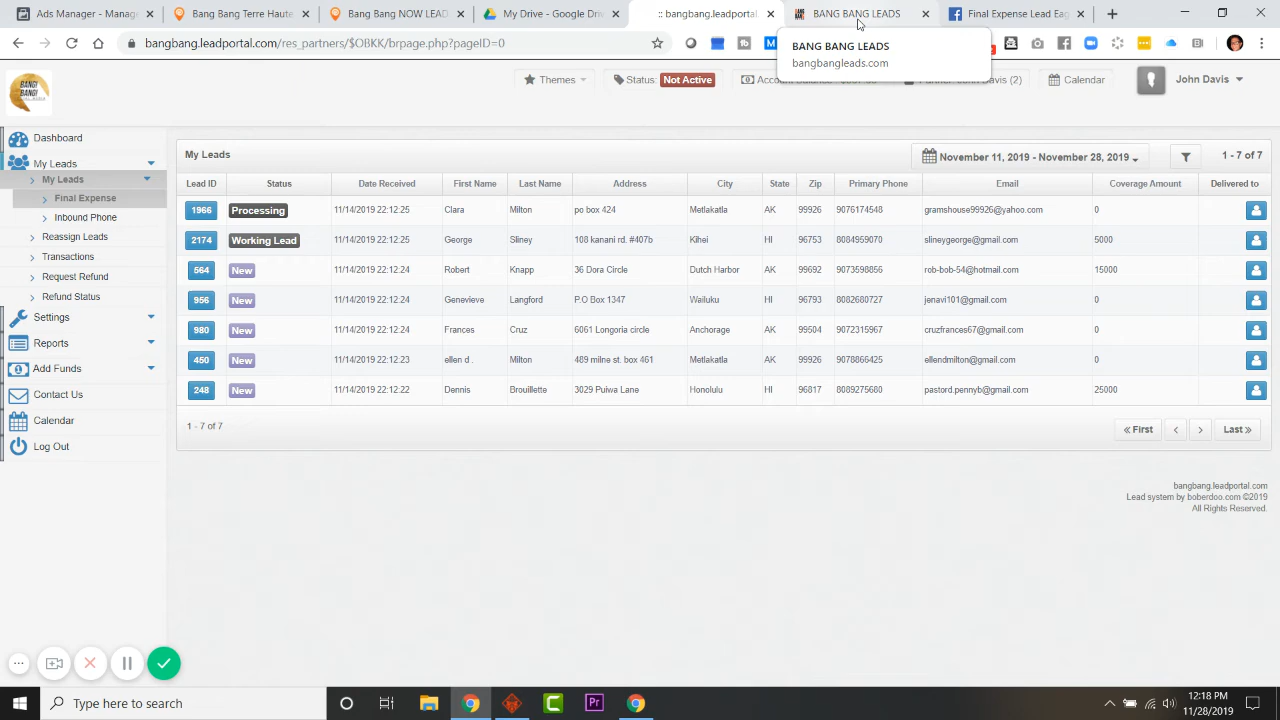 Ads Manager - Manage
Bang Bang Terre Haute
Bang Bang NOW LEAD
My Drive - Google Drive
:: bangbang.leadportal.
BANG BANG LEADS
Final Expense Lead Eag
bangbang.leadportal.com/res_partners/$OBKK/brpage.php?pageID=0
BANG BANG LEADS
bangbangleads.com
Themes
Status: Not Active
Calendar
John Davis
Dashboard
My Leads
My Leads
Final Expense
Inbound Phone
Reassign Leads
Transactions
Request Refund
Refund Status
Settings
Reports
Add Funds
Contact Us
Calendar
Log Out
My Leads
November 11, 2019 - November 28, 2019
1 - 7 of 7
Lead ID Status Date Received First Name Last Name Address City State Zip Primary Phone Email Coverage Amount Delivered to
1966 Processing 11/14/2019 22:12:25 Clara Milton po box 424 Metlakatla AK 99926 9076174548 gramshouse99926@yahoo.com 0
2174 Working Lead 11/14/2019 22:12:25 George Sliney 108 kanani rd. #407b Kihei HI 96753 8084959070 slineygeorge@gmail.com 5000
564 New 11/14/2019 22:12:24 Robert Knapp 36 Dora Circle Dutch Harbor AK 99692 9073598856 rob-bob-54@hotmail.com 15000
956 New 11/14/2019 22:12:24 Genevieve Langford P.O Box 1347 Wailuku HI 96793 8082680727 jenavi101@gmail.com 0
980 New 11/14/2019 22:12:24 Frances Cruz 6061 Longoria circle Anchorage AK 99504 9072315967 cruzfrances67@gmail.com 0
450 New 11/14/2019 22:12:23 ellen d . Milton 489 milne st. box 461 Metlakatla AK 99926 9078866425 ellendmilton@gmail.com 0
248 New 11/14/2019 22:12:22 Dennis Brouillette 3029 Puiwa Lane Honolulu HI 96817 8089275680 pastord.pennyb@gmail.com 25000
1 - 7 of 7
« First
Last »
bangbang.leadportal.com
Lead system by boberdoo.com ©2019
All Rights Reserved.
Type here to search
12:18 PM
11/28/2019